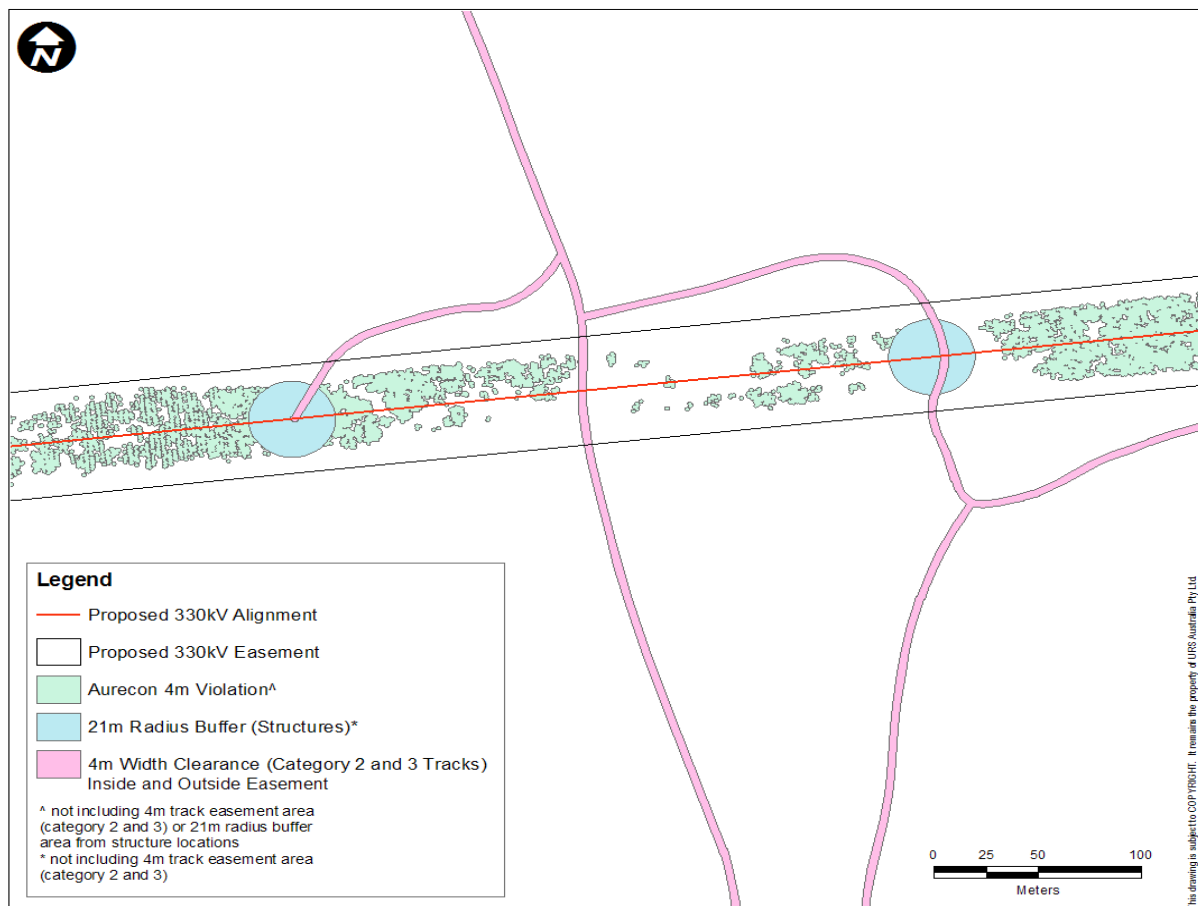 N
Legend
Proposed 330kV Alignment
Proposed 330kV Easement
Aurecon 4m Violation^
21m Radius Buffer (Structures)*
4m Width Clearance (Category 2 and 3 Tracks)
Inside and Outside Easement
^ not including 4m track easement area
(category 2 and 3) or 21m radius buffer
area from structure locations
* not including 4m track easement area
(category 2 and 3)
0 25 50 100
Meters
This drawing is subject to COPYRIGHT. It remains the property of URS Australia Pty Ltd.